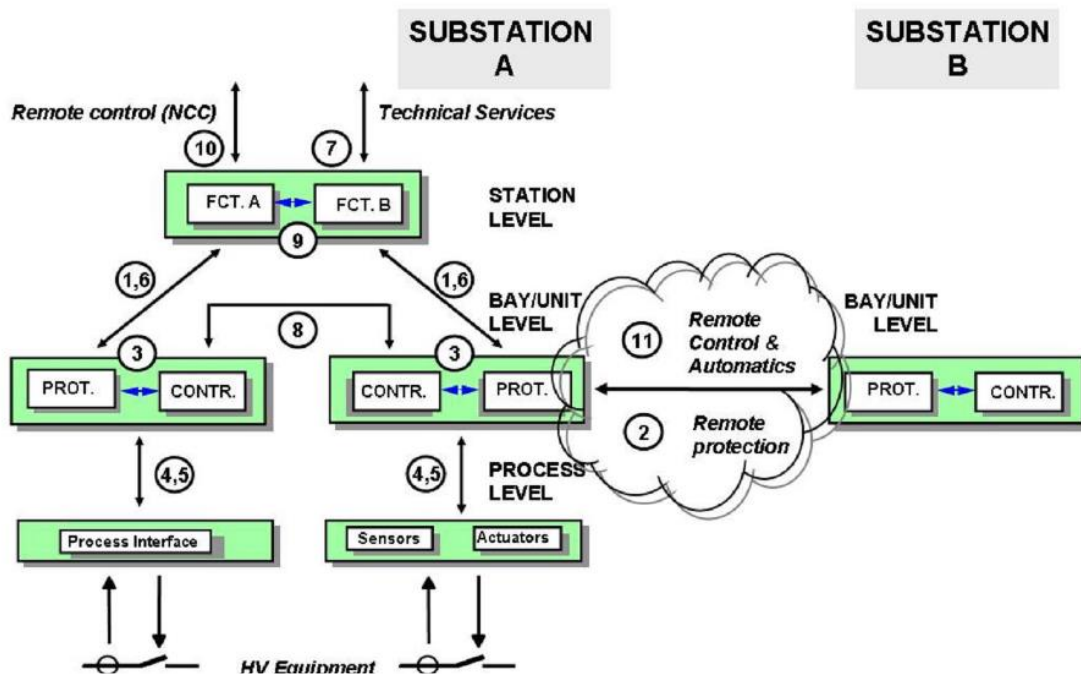 SUBSTATION
A
SUBSTATION
B
Remote control (NCC)
Technical Services
10
7
FCT. A
FCT. B
STATION
LEVEL
9
1,6
1,6
BAY/UNIT
LEVEL
BAY/UNIT
LEVEL
8
11
Remote
Control &
Automatics
3
3
PROT.
CONTR.
CONTR.
PROT.
PROT.
CONTR.
2
Remote
protection
4,5
4,5
PROCESS
LEVEL
Process Interface
Sensors
Actuators
HV Equipment